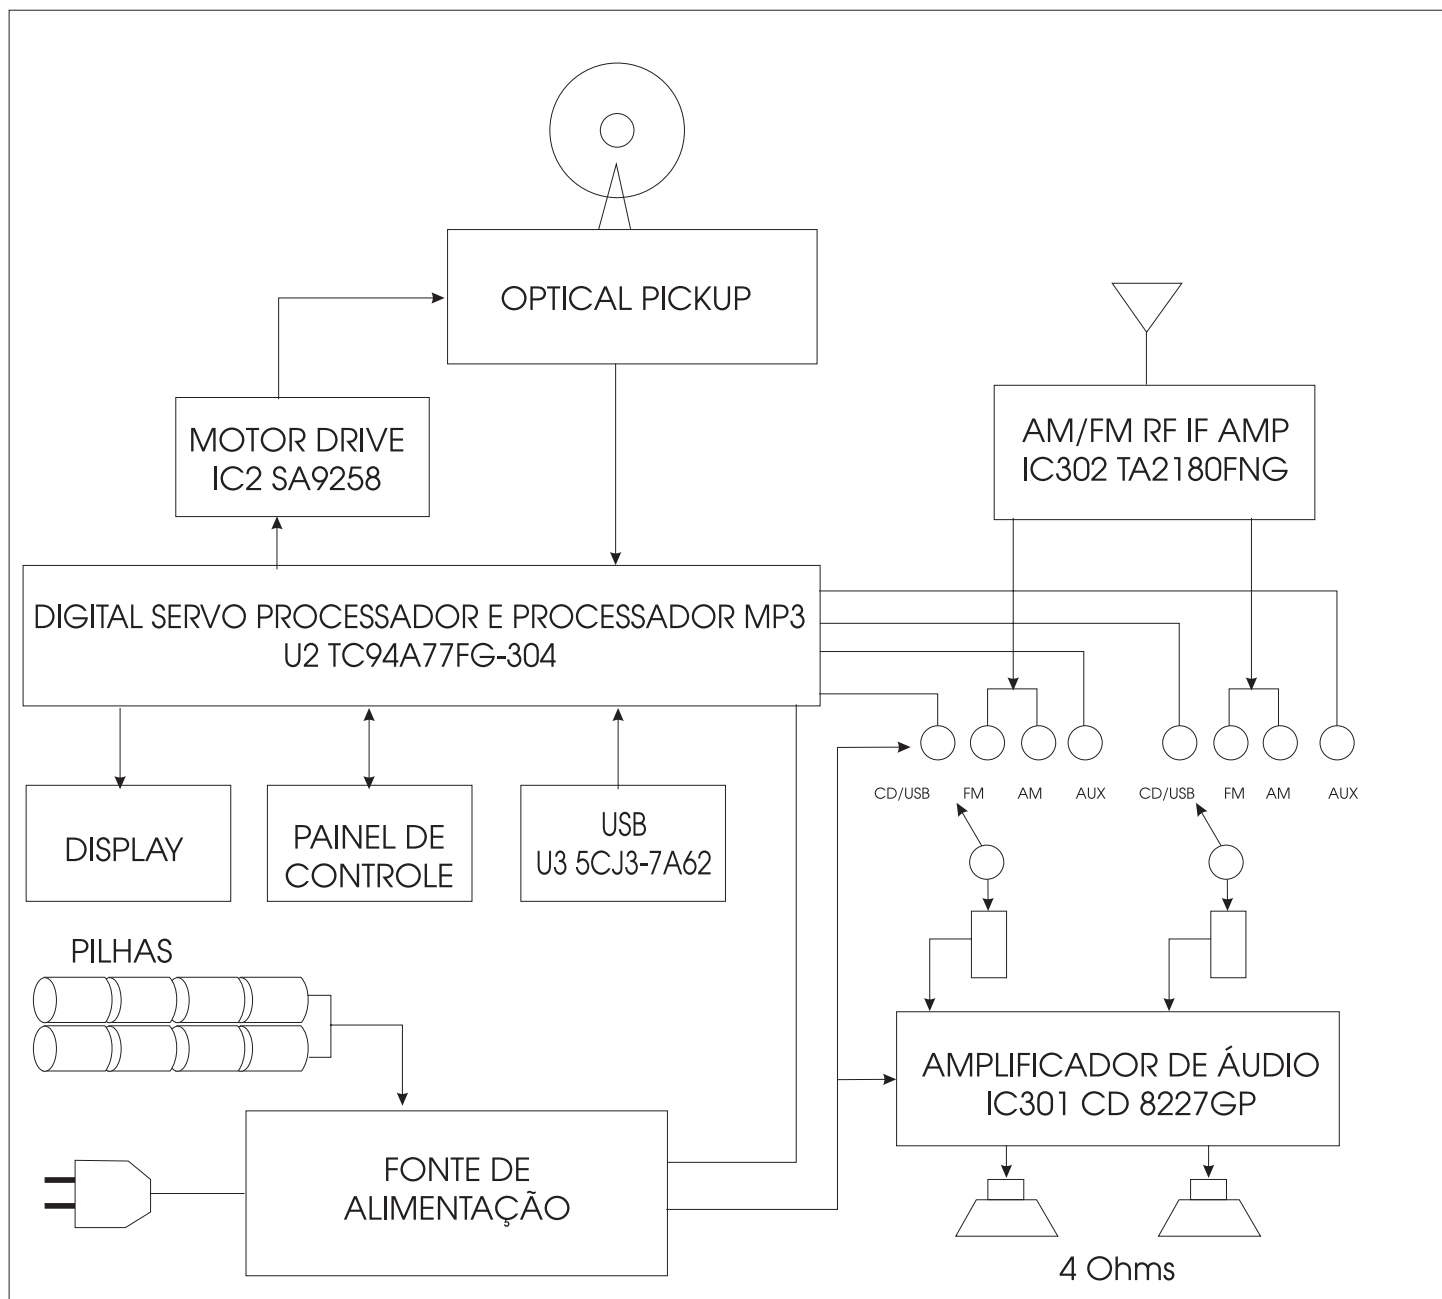 OPTICAL PICKUP
MOTOR DRIVE
IC2 SA9258
AM/FM RF IF AMP
IC302 TA2180FNG
DIGITAL SERVO PROCESSADOR E PROCESSADOR MP3
U2 TC94A77FG-304
CD/USB FM AM AUX CD/USB FM AM AUX
DISPLAY
PAINEL DE
CONTROLE
USB
U3 5CJ3-7A62
PILHAS
AMPLIFICADOR DE ÁUDIO
IC301 CD 8227GP
FONTE DE
ALIMENTAÇÃO
4 Ohms